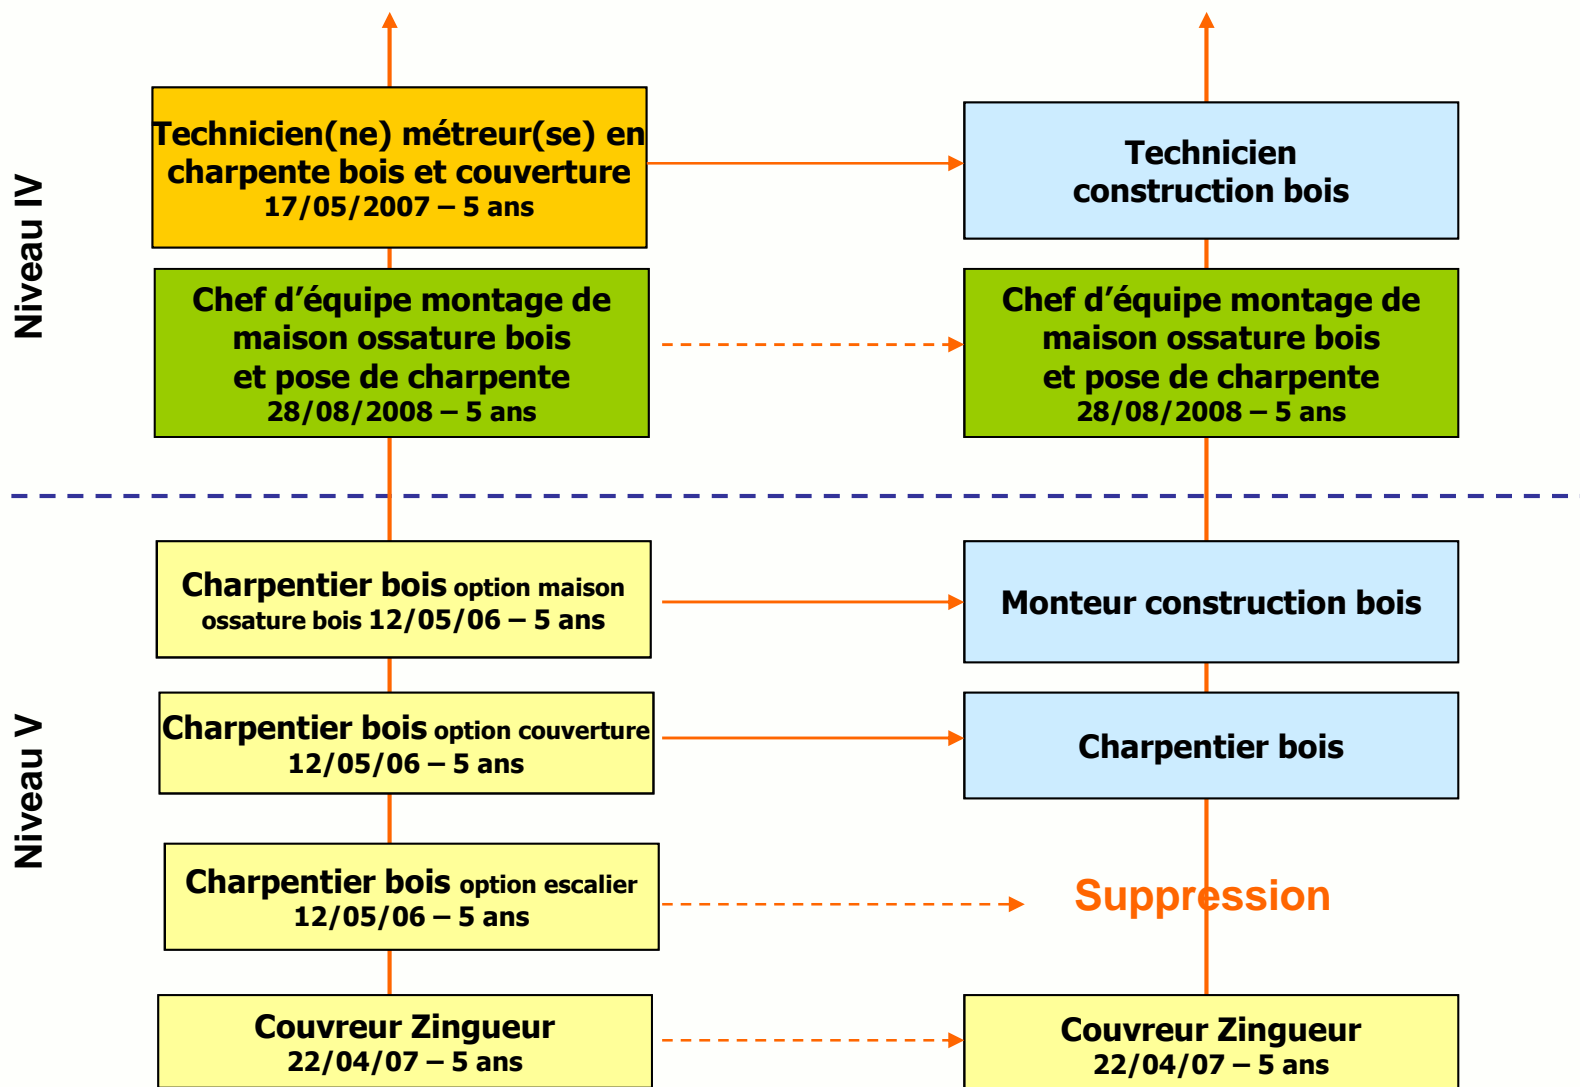 Niveau IV
Technicien(ne) métreur(se) en
charpente bois et couverture
17/05/2007 – 5 ans
Technicien
construction bois
Chef d’équipe montage de
maison ossature bois
et pose de charpente
28/08/2008 – 5 ans
Chef d’équipe montage de
maison ossature bois
et pose de charpente
28/08/2008 – 5 ans
Niveau V
Charpentier bois option maison
ossature bois 12/05/06 – 5 ans
Monteur construction bois
Charpentier bois option couverture
12/05/06 – 5 ans
Charpentier bois
Charpentier bois option escalier
12/05/06 – 5 ans
Suppression
Couvreur Zingueur
22/04/07 – 5 ans
Couvreur Zingueur
22/04/07 – 5 ans